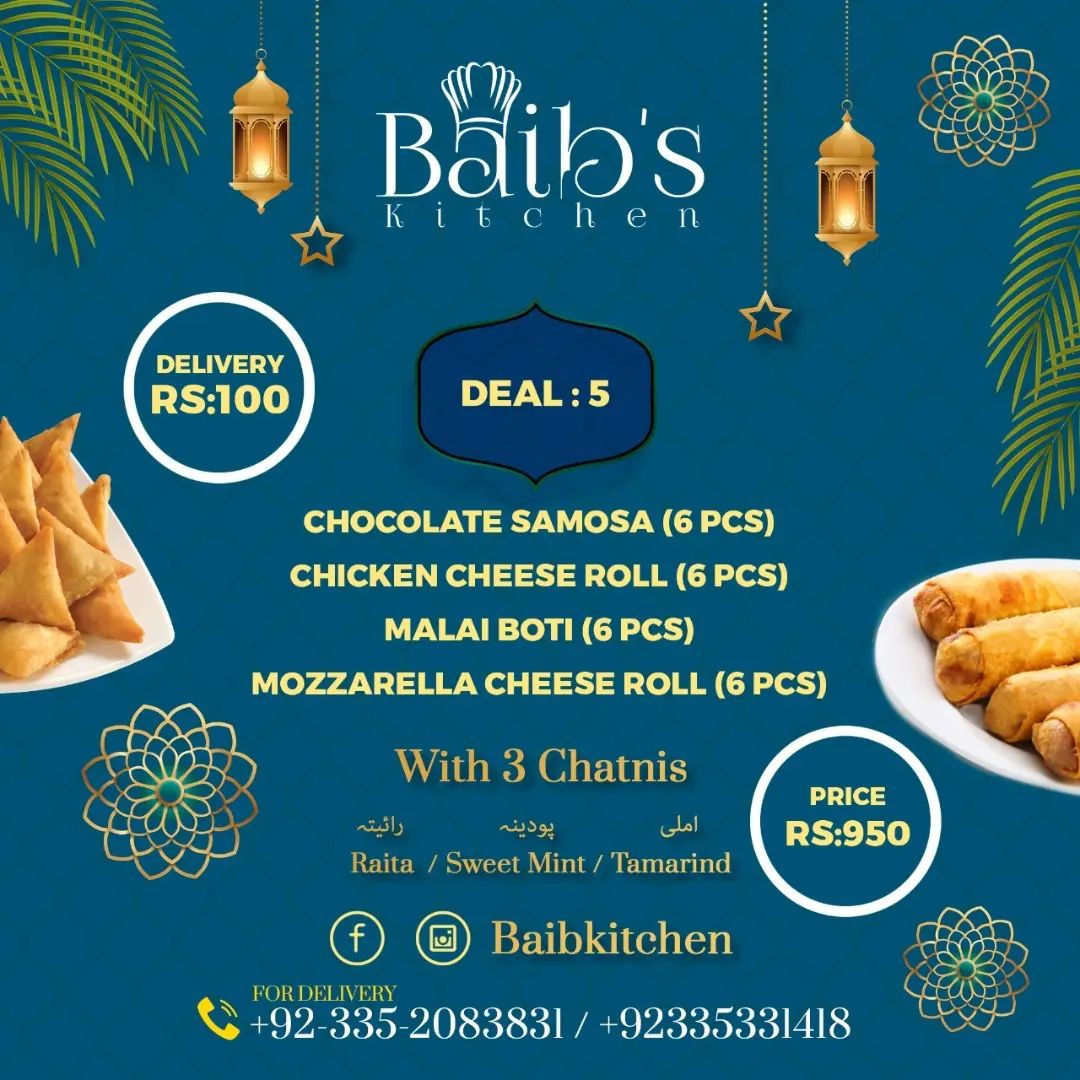 Baib's
Kitchen
DELIVERY
RS:100
DEAL : 5
CHOCOLATE SAMOSA (6 PCS)
CHICKEN CHEESE ROLL (6 PCS)
MALAI BOTI (6 PCS)
MOZZARELLA CHEESE ROLL (6 PCS)
With 3 Chatnis
PRICE
RS:950
رائیتہ پودینہ املی
Raita / Sweet Mint / Tamarind
Baibkitchen
FOR DELIVERY
+92-335-2083831 / +92335331418